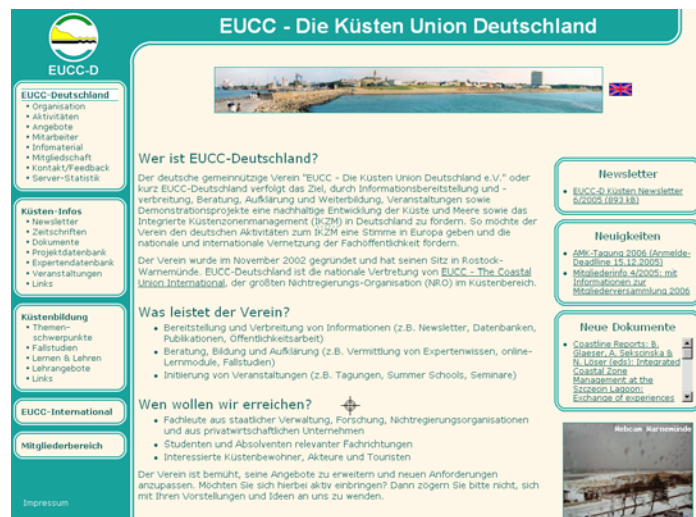 EUCC - Die Küsten Union Deutschland
EUCC-D
EUCC-Deutschland
• Organisation
• Aktivitäten
• Angebote
• Mitarbeiter
• Infomaterial
• Mitgliedschaft
• Kontakt/Feedback
• Server-Statistik
Küsten-Infos
• Newsletter
• Zeitschriften
• Dokumente
• Projektdatenbank
• Expertendatenbank
• Veranstaltungen
• Links
Küstenbildung
• Themen-
schwerpunkte
• Fallstudien
• Lernen & Lehren
• Lehrangebote
• Links
EUCC-International
Mitgliederbereich
Impressum
Wer ist EUCC-Deutschland?
Der deutsche gemeinnützige Verein "EUCC - Die Küsten Union Deutschland e.V." oder
kurz EUCC-Deutschland verfolgt das Ziel, durch Informationsbereitstellung und -
verbreitung, Beratung, Aufklärung und Weiterbildung, Veranstaltungen sowie
Demonstrationsprojekte eine nachhaltige Entwicklung der Küste und Meere sowie das
Integrierte Küstenzonenmanagement (IKZM) in Deutschland zu fördern. So möchte der
Verein den deutschen Aktivitäten zum IKZM eine Stimme in Europa geben und die
nationale und internationale Vernetzung der Fachöffentlichkeit fördern.
Der Verein wurde im November 2002 gegründet und hat seinen Sitz in Rostock-
Warnemünde. EUCC-Deutschland ist die nationale Vertretung von EUCC - The Coastal
Union International, der größten Nichtregierungs-Organisation (NRO) im Küstenbereich.
Was leistet der Verein?
• Bereitstellung und Verbreitung von Informationen (z.B. Newsletter, Datenbanken,
Publikationen, Öffentlichkeitsarbeit)
• Beratung, Bildung und Aufklärung (z.B. Vermittlung von Expertenwissen, online-
Lernmodule, Fallstudien)
• Initiierung von Veranstaltungen (z.B. Tagungen, Summer Schools, Seminare)
Wen wollen wir erreichen?
• Fachleute aus staatlicher Verwaltung, Forschung, Nichtregierungsorganisationen
und aus privatwirtschaftlichen Unternehmen
• Studenten und Absolventen relevanter Fachrichtungen
• Interessierte Küstenbewohner, Akteure und Touristen
Der Verein ist bemüht, seine Angebote zu erweitern und neuen Anforderungen
anzupassen. Möchten Sie sich hierbei aktiv einbringen? Dann zögern Sie bitte nicht, sich
mit Ihren Vorstellungen und Ideen an uns zu wenden.
Newsletter
• EUCC-D Küsten Newsletter
6/2005 (893 kB)
Neuigkeiten
• AMK-Tagung 2006 (Anmelde-
Deadline 15.12.2005)
• Mitgliederinfo 4/2005: mit
Informationen zur
Mitgliederversammlung 2006
Neue Dokumente
• Coastline Reports: B.
Glaeser, A. Sekscinska &
N. Löser (eds): Integrated
Coastal Zone
Management at the
Szczecin Lagoon:
Exchange of experiences
Webcam Warnemünde